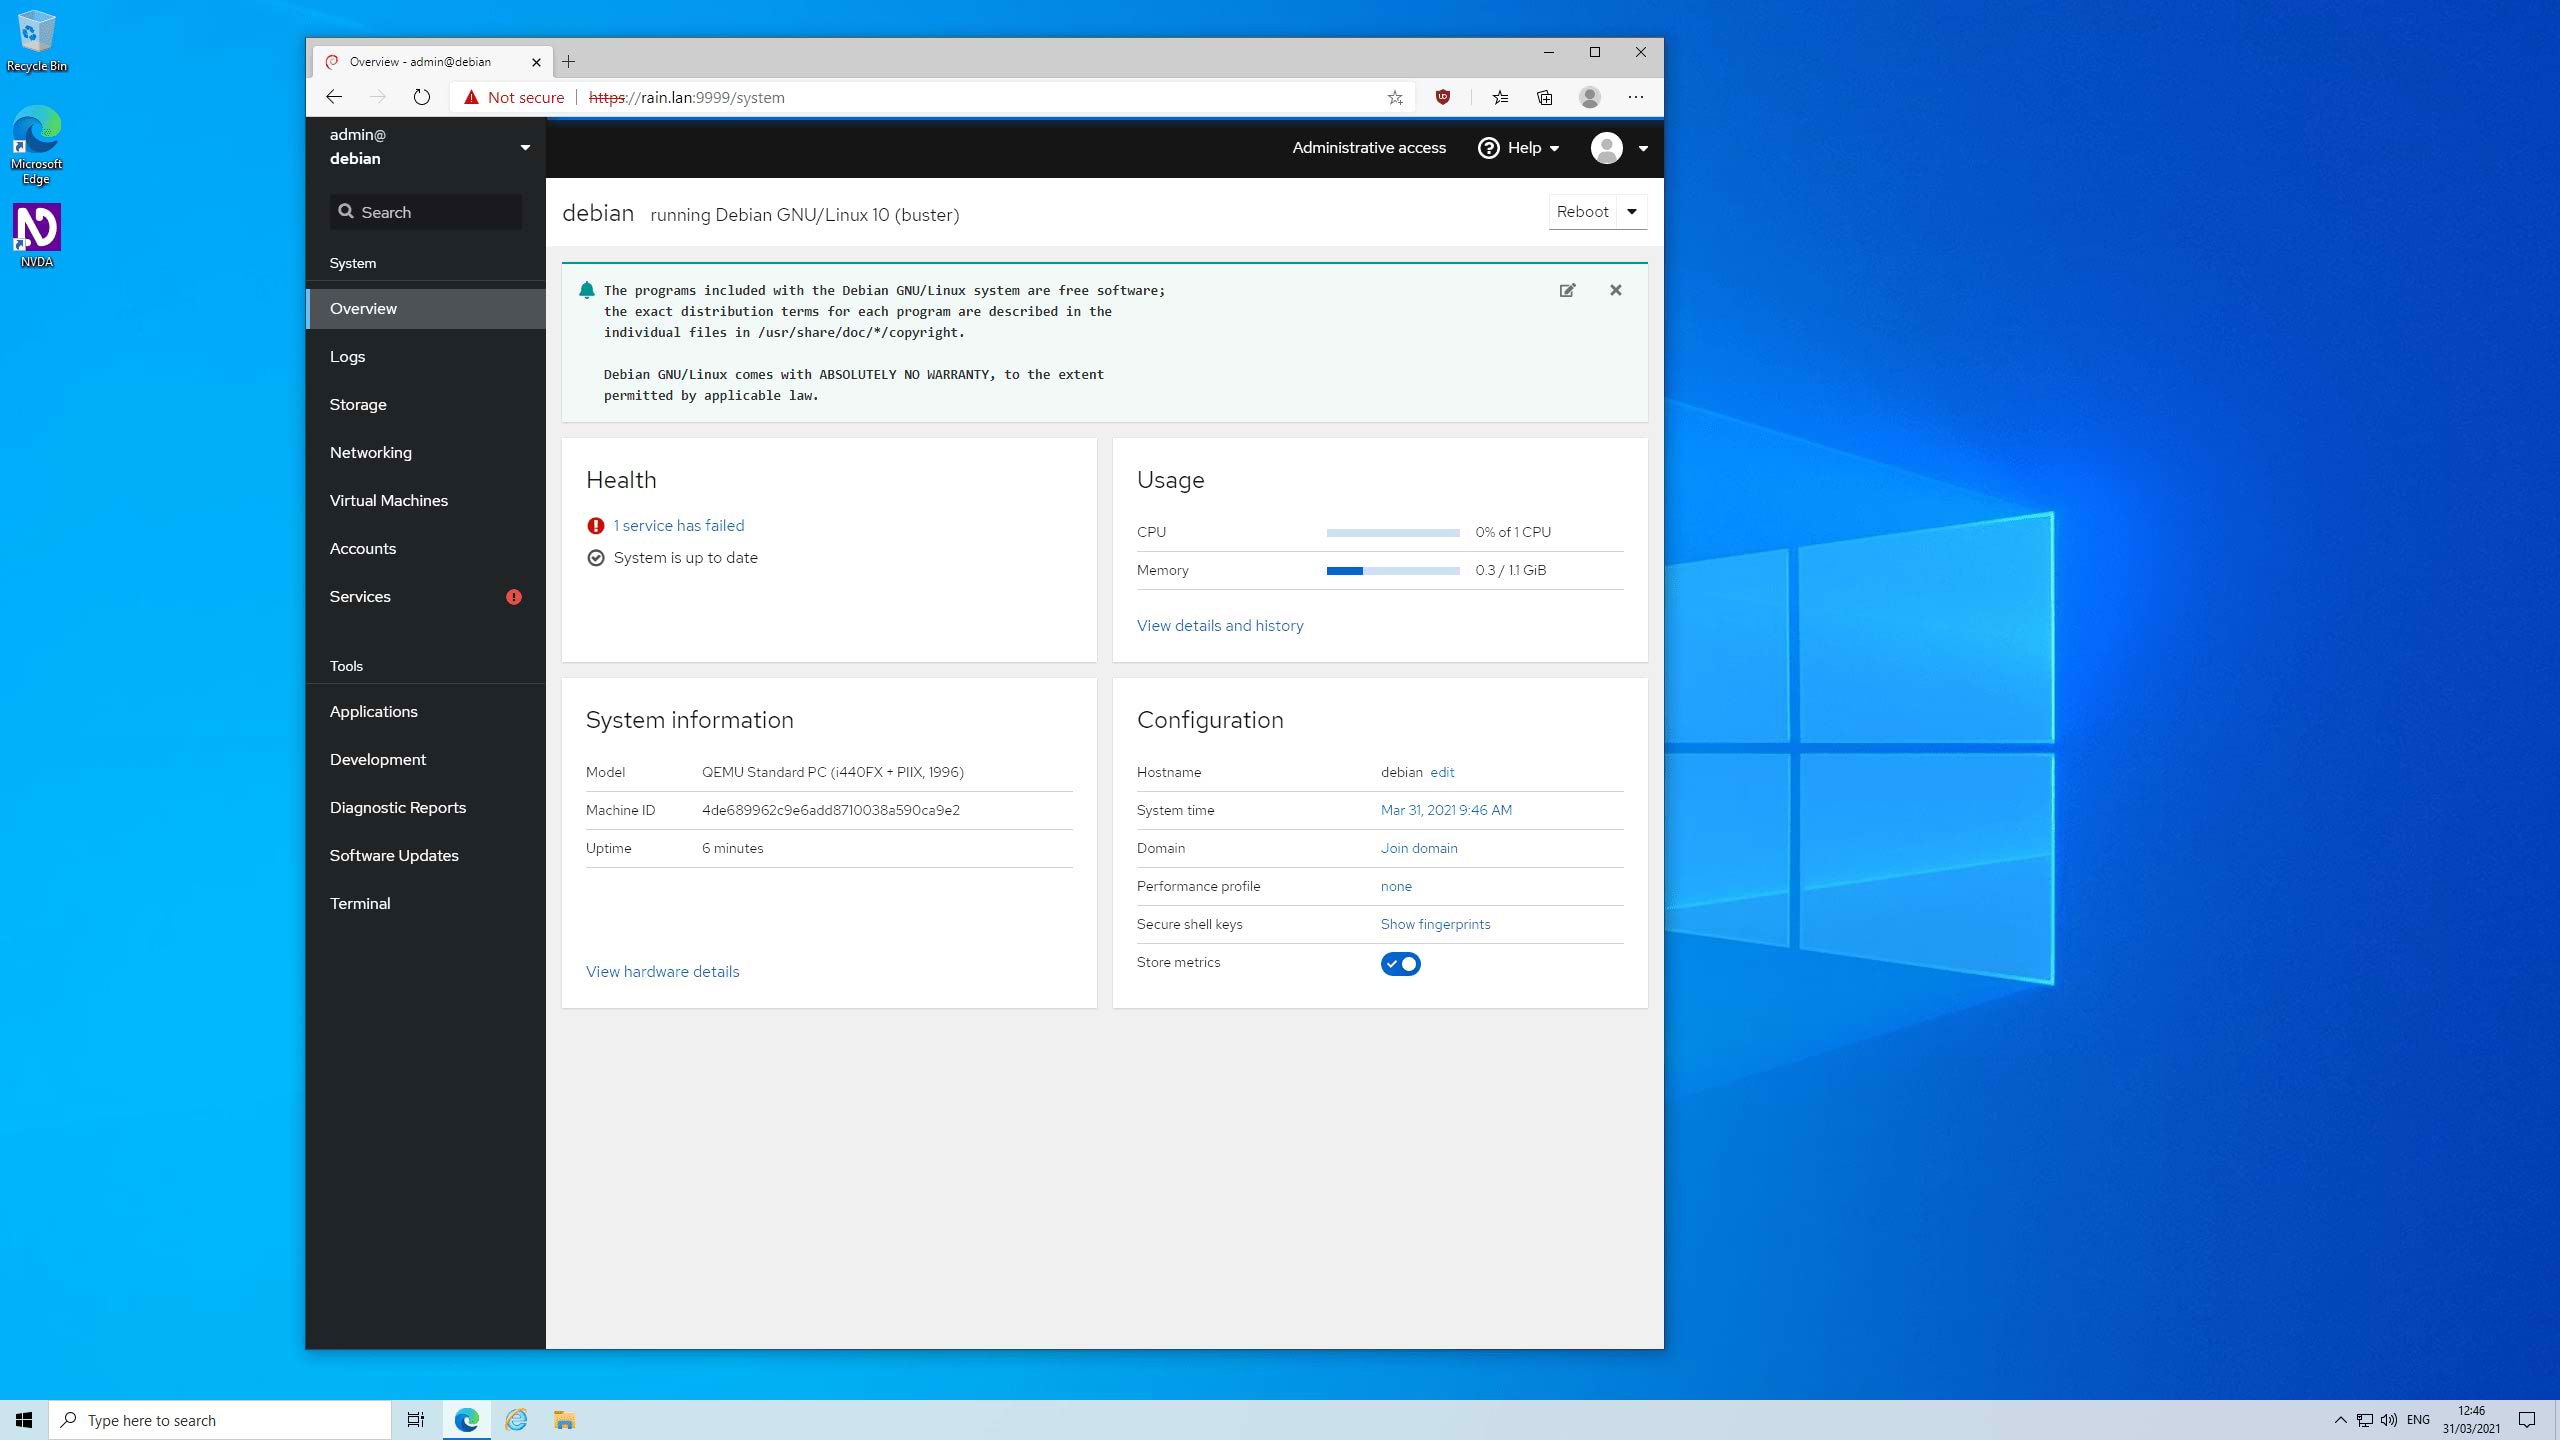 Recycle Bin
Microsoft
Edge
NVDA
Overview - admin@debian
Not secure
https://rain.lan:9999/system
admin@
debian
Administrative access
Help
Search
debian running Debian GNU/Linux 10 (buster)
Reboot
System
Overview
Logs
Storage
Networking
Virtual Machines
Accounts
Services
Tools
Applications
Development
Diagnostic Reports
Software Updates
Terminal
The programs included with the Debian GNU/Linux system are free software;
the exact distribution terms for each program are described in the
individual files in /usr/share/doc/*/copyright.
Debian GNU/Linux comes with ABSOLUTELY NO WARRANTY, to the extent
permitted by applicable law.
Health
1 service has failed
System is up to date
Usage
CPU 0% of 1 CPU
Memory 0.3 / 1.1 GiB
View details and history
System information
Model QEMU Standard PC (i440FX + PIIX, 1996)
Machine ID 4de689962c9e6add8710038a590ca9e2
Uptime 6 minutes
View hardware details
Configuration
Hostname debian edit
System time Mar 31, 2021 9:46 AM
Domain Join domain
Performance profile none
Secure shell keys Show fingerprints
Store metrics
Type here to search
ENG
12:46
31/03/2021